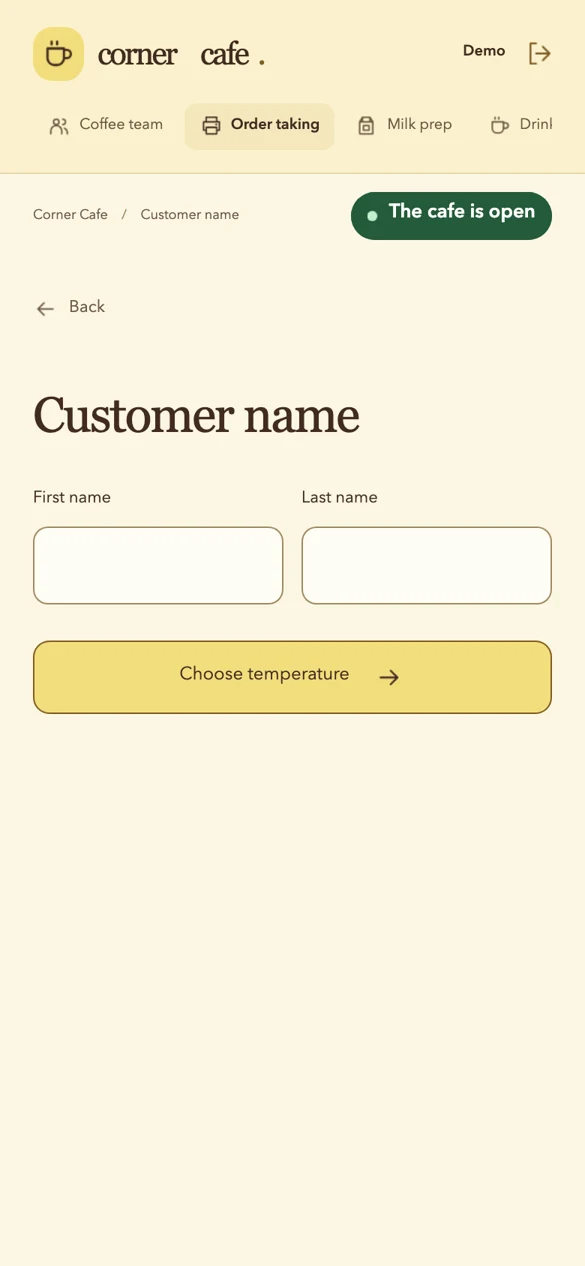 corner cafe .
Demo
Coffee team
Order taking
Milk prep
Drink
Corner Cafe / Customer name
The cafe is open
Back
Customer name
First name
Last name
Choose temperature